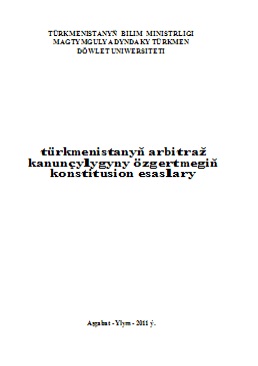 TÜRKMENISTANYŇ BILIM MINISTRLIGI
MAGTYMGULY ADYNDAKY TÜRKMEN
DÖWLET UNIWERSITETI
türkmenistanyň arbitraž
kanunçylygyny özgertmegiň
konstitusion esaslary
Aşgabat - Ylym - 2011 ý.